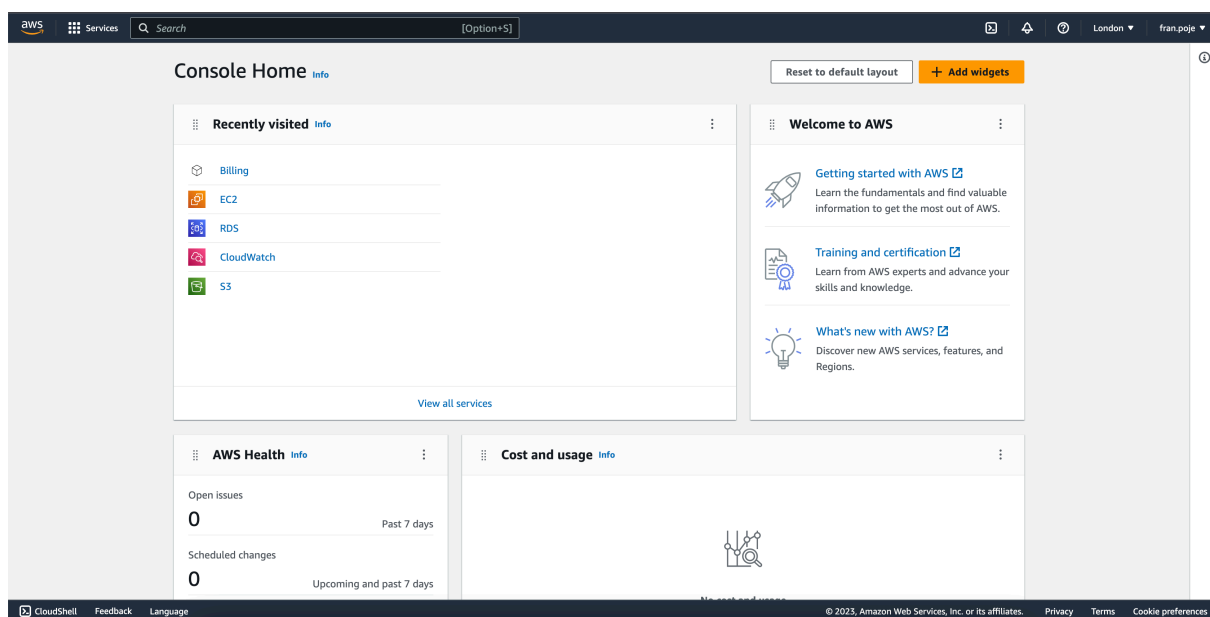 aws
Services
Search [Option+S]
London ▼
fran.poje ▼
Console Home Info
Reset to default layout
+ Add widgets
Recently visited Info
Billing
EC2
RDS
CloudWatch
S3
View all services
Welcome to AWS
Getting started with AWS
Learn the fundamentals and find valuable
information to get the most out of AWS.
Training and certification
Learn from AWS experts and advance your
skills and knowledge.
What's new with AWS?
Discover new AWS services, features, and
Regions.
AWS Health Info
Open issues
0 Past 7 days
Scheduled changes
0 Upcoming and past 7 days
Cost and usage Info
No cost and usage
CloudShell Feedback Language
© 2023, Amazon Web Services, Inc. or its affiliates. Privacy Terms Cookie preferences